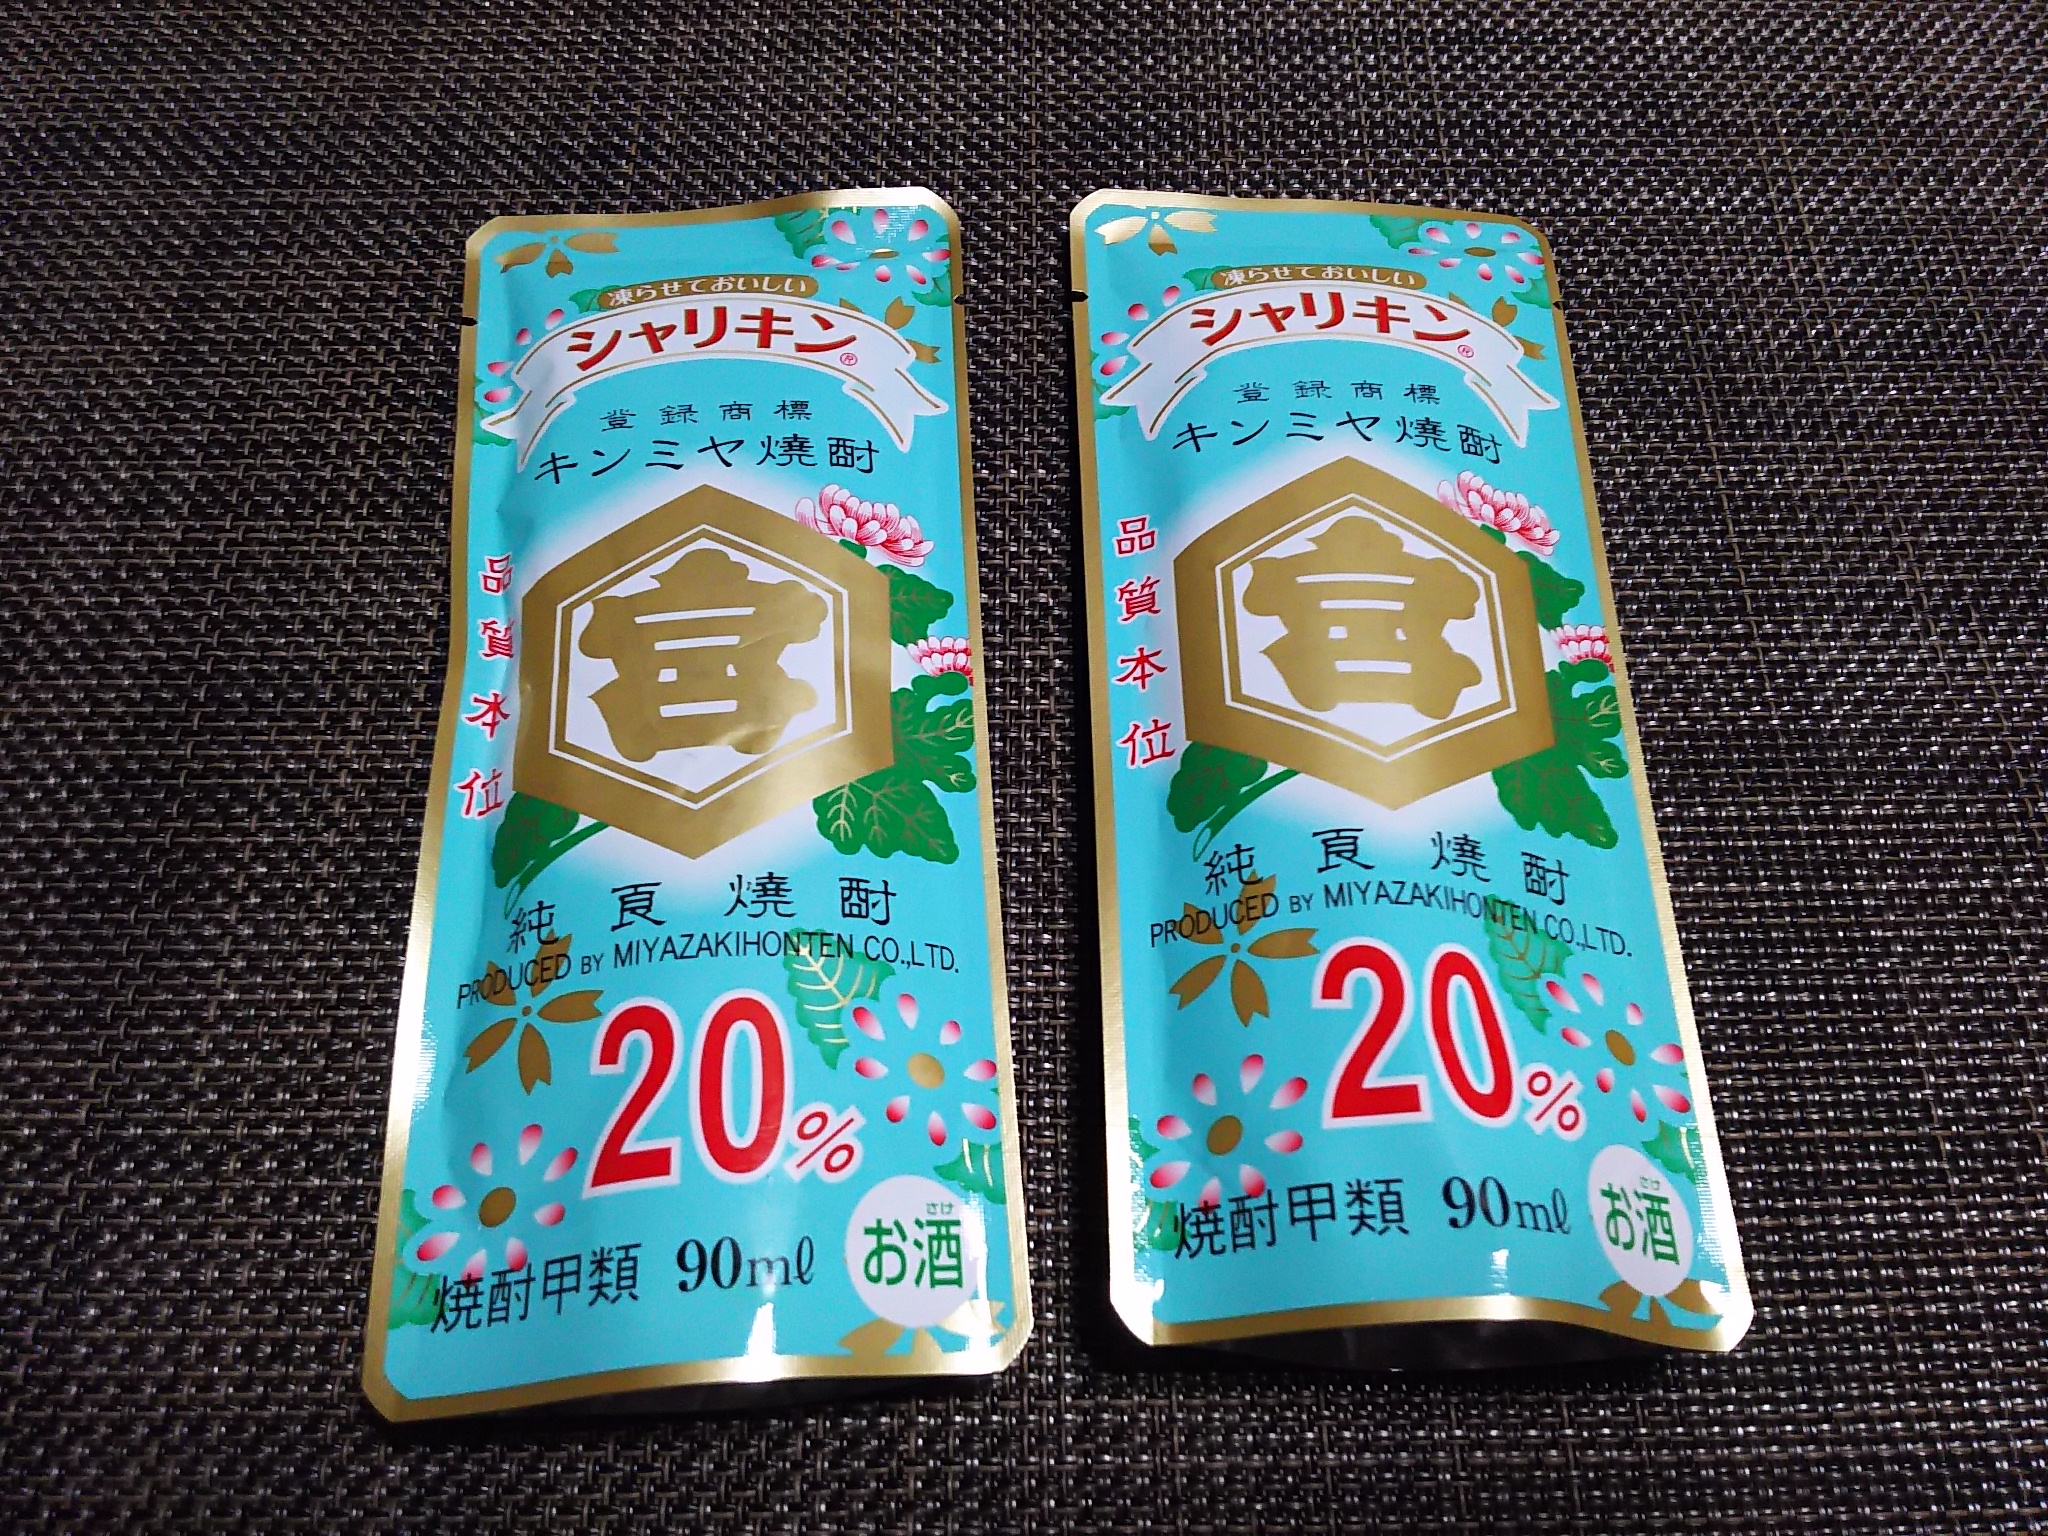 凍らせておいしい
シャリキン®
登録商標
キンミヤ焼酎
宮
品質本位
純良焼酎
PRODUCED BY MIYAZAKIHONTEN CO.,LTD.
20%
焼酎甲類 90mℓ
さけ
お酒
凍らせておいしい
シャリキン®
登録商標
キンミヤ焼酎
宮
品質本位
純良焼酎
PRODUCED BY MIYAZAKIHONTEN CO.,LTD.
20%
焼酎甲類 90mℓ
さけ
お酒